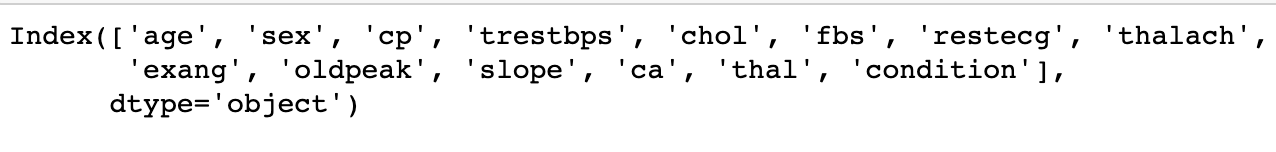 Index(['age', 'sex', 'cp', 'trestbps', 'chol', 'fbs', 'restecg', 'thalach',
'exang', 'oldpeak', 'slope', 'ca', 'thal', 'condition'],
dtype='object')